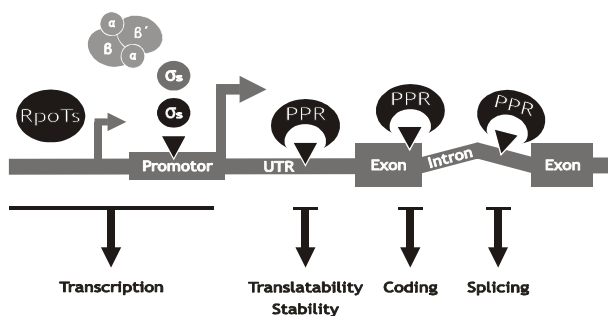 α
β β′
α
σs
σs
RpoTs
PPR
PPR
PPR
Promotor
UTR
Exon
Intron
Exon
Transcription
Translatability
Stability
Coding
Splicing